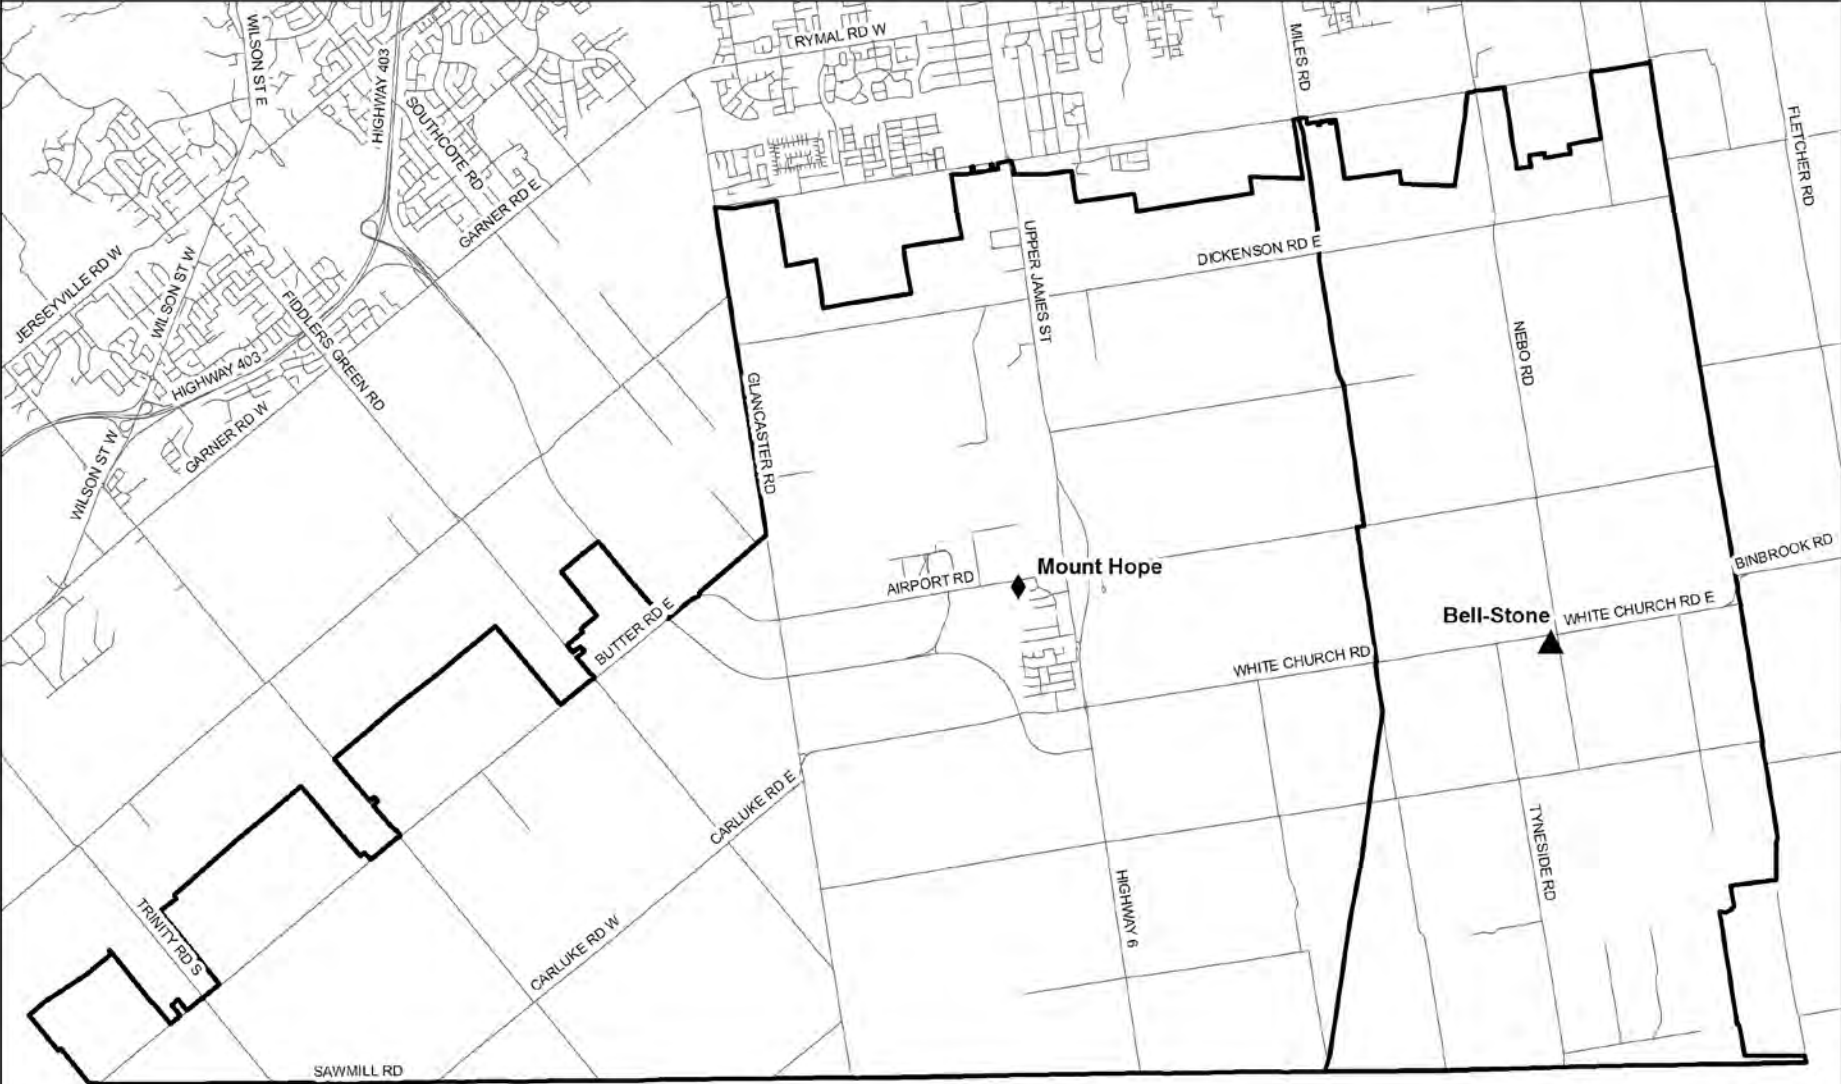 RYMAL RD W
WILSON ST E
HIGHWAY 403
MILES RD
SOUTHCOTE RD
FLETCHER RD
GARNER RD E
UPPER JAMES ST
DICKENSON RD E
JERSEYVILLE RD W
WILSON ST W
FIDDLERS GREEN RD
NEBO RD
HIGHWAY 403
GLANCASTER RD
GARNER RD W
WILSON ST W
BINBROOK RD
Mount Hope
AIRPORT RD
Bell-Stone
WHITE CHURCH RD E
BUTTER RD E
WHITE CHURCH RD
CARLUKE RD E
TYNESIDE RD
HIGHWAY 6
TRINITY RD S
CARLUKE RD W
SAWMILL RD